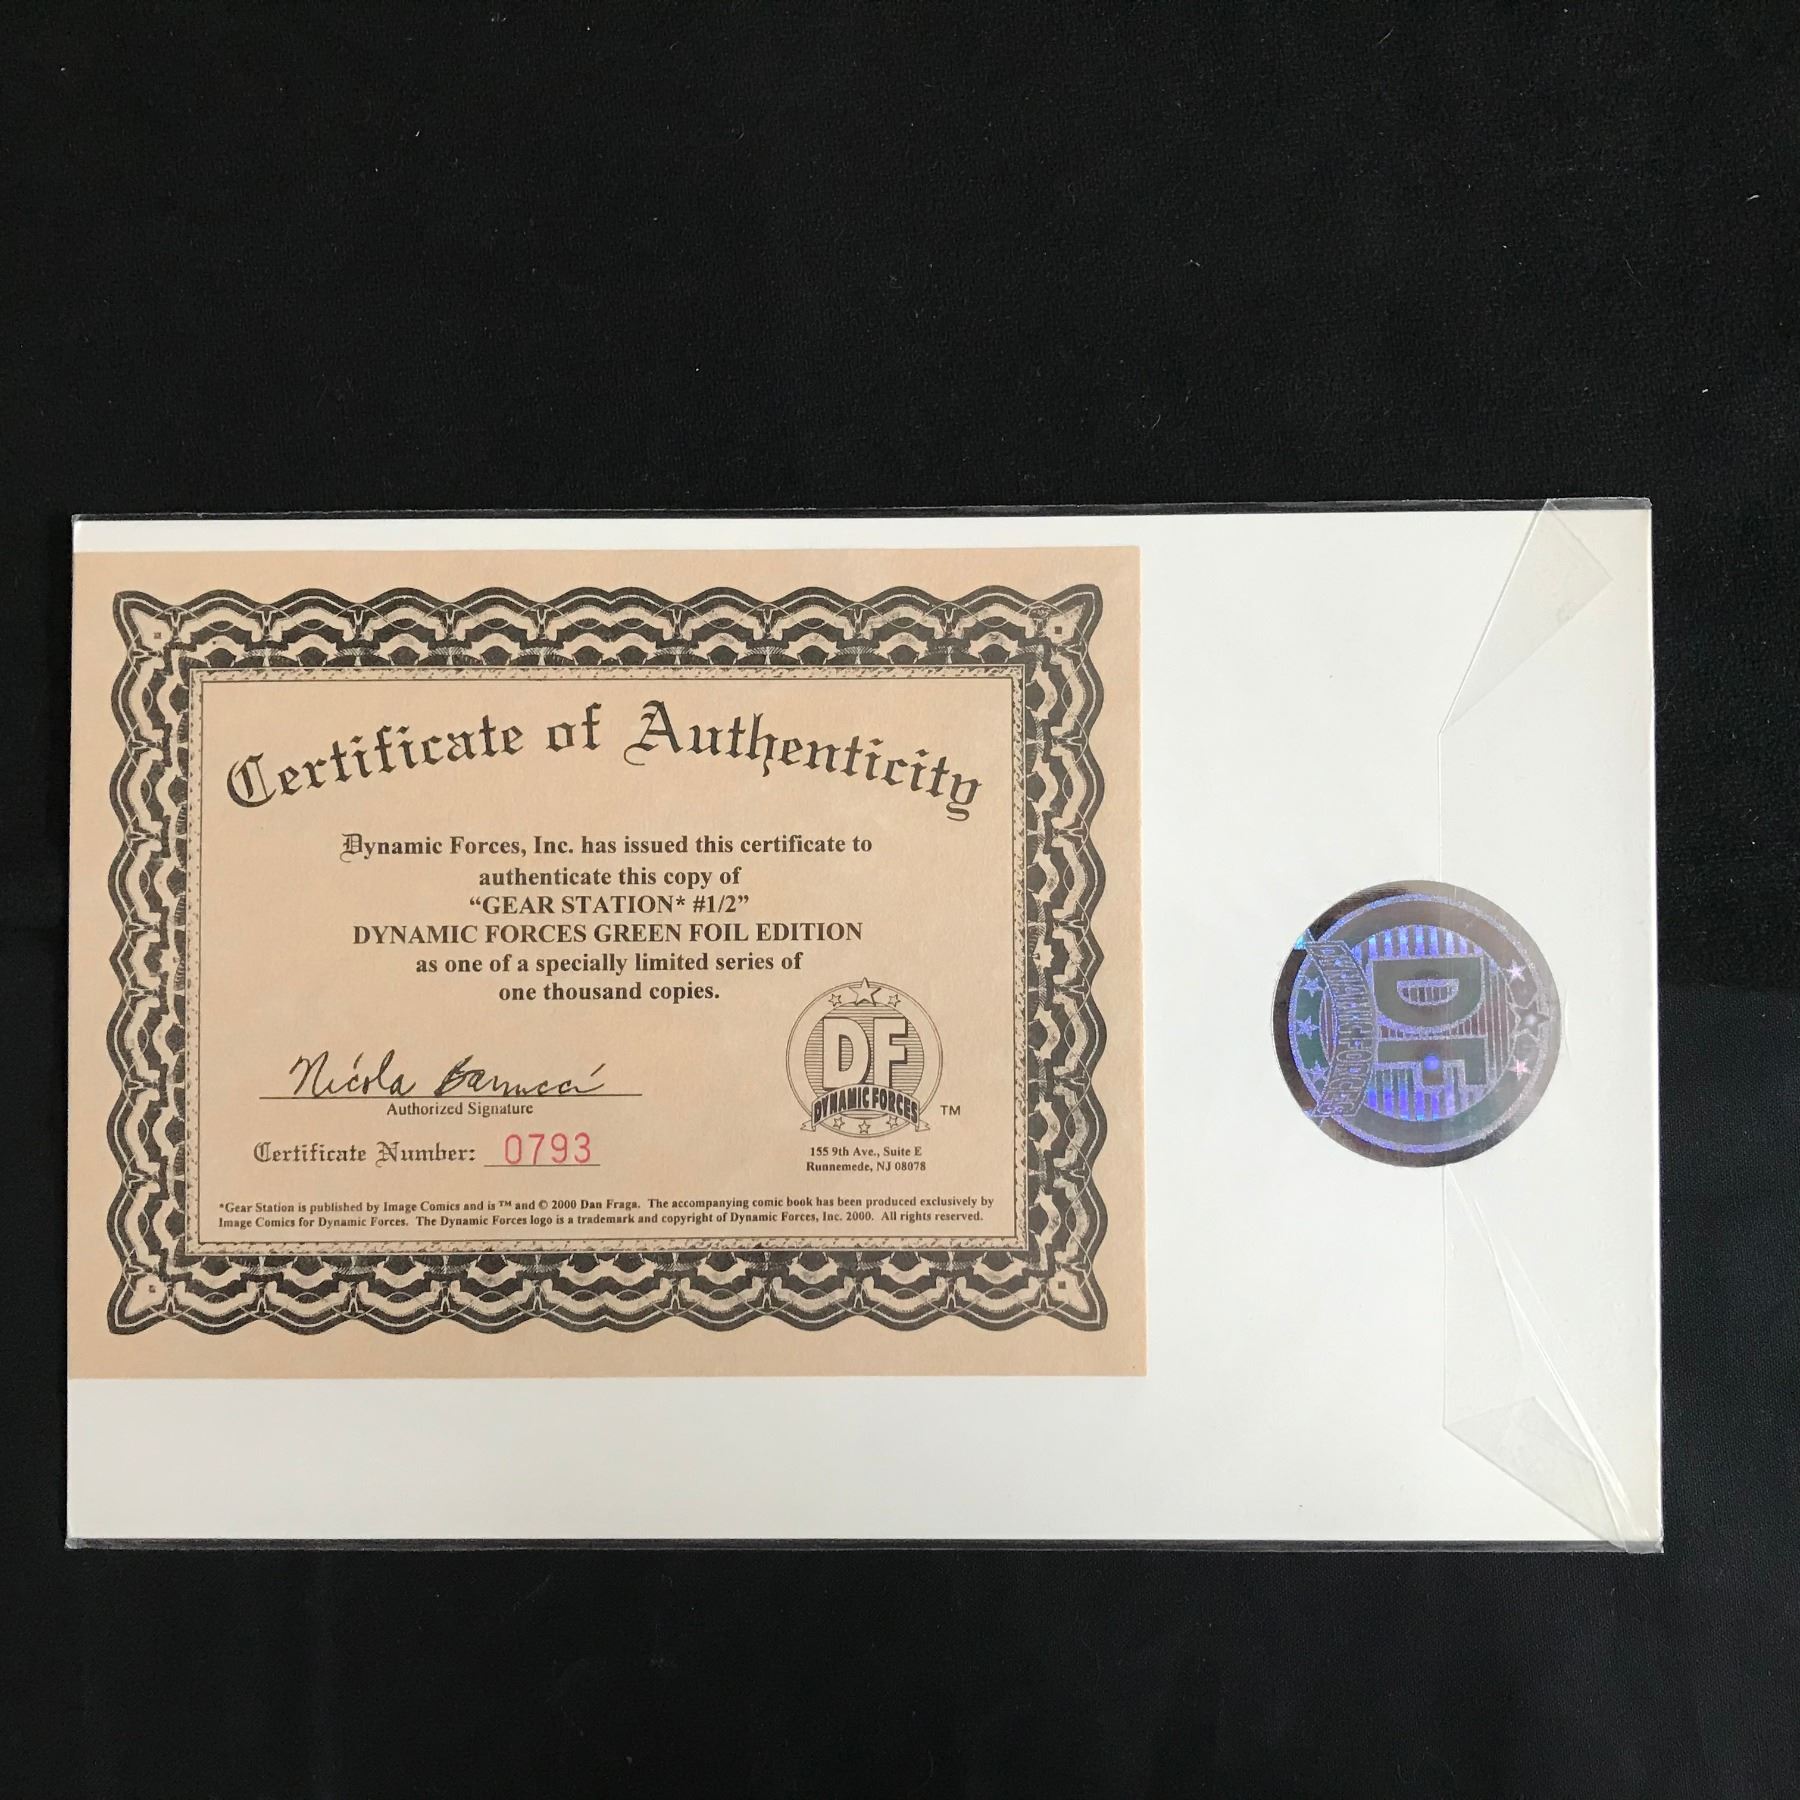 Certificate of Authenticity
Dynamic Forces, Inc. has issued this certificate to
authenticate this copy of
“GEAR STATION* #1/2”
DYNAMIC FORCES GREEN FOIL EDITION
as one of a specially limited series of
one thousand copies.
Nicola Barrucci
Authorized Signature
Certificate Number: 0793
DF
DYNAMIC FORCES
TM
155 9th Ave., Suite E
Runnemede, NJ 08078
*Gear Station is published by Image Comics and is ™ and © 2000 Dan Fraga. The accompanying comic book has been produced exclusively by
Image Comics for Dynamic Forces. The Dynamic Forces logo is a trademark and copyright of Dynamic Forces, Inc. 2000. All rights reserved.
DF
DYNAMIC FORCES